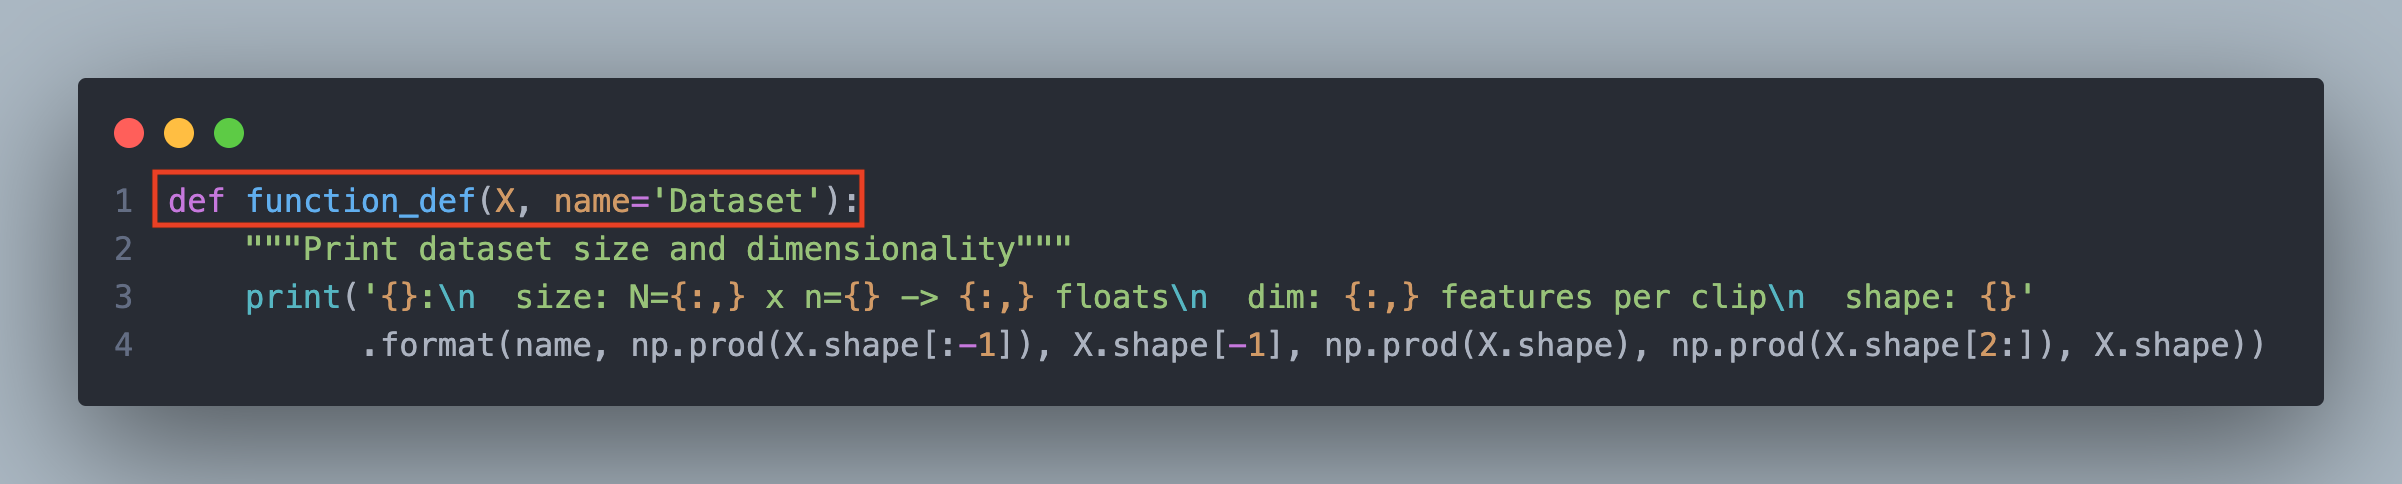 1 def function_def(X, name='Dataset'):
2     """Print dataset size and dimensionality"""
3     print('{}:\n  size: N={:,} x n={} -> {:,} floats\n  dim: {:,} features per clip\n  shape: {}'
4           .format(name, np.prod(X.shape[:-1]), X.shape[-1], np.prod(X.shape), np.prod(X.shape[2:]), X.shape))